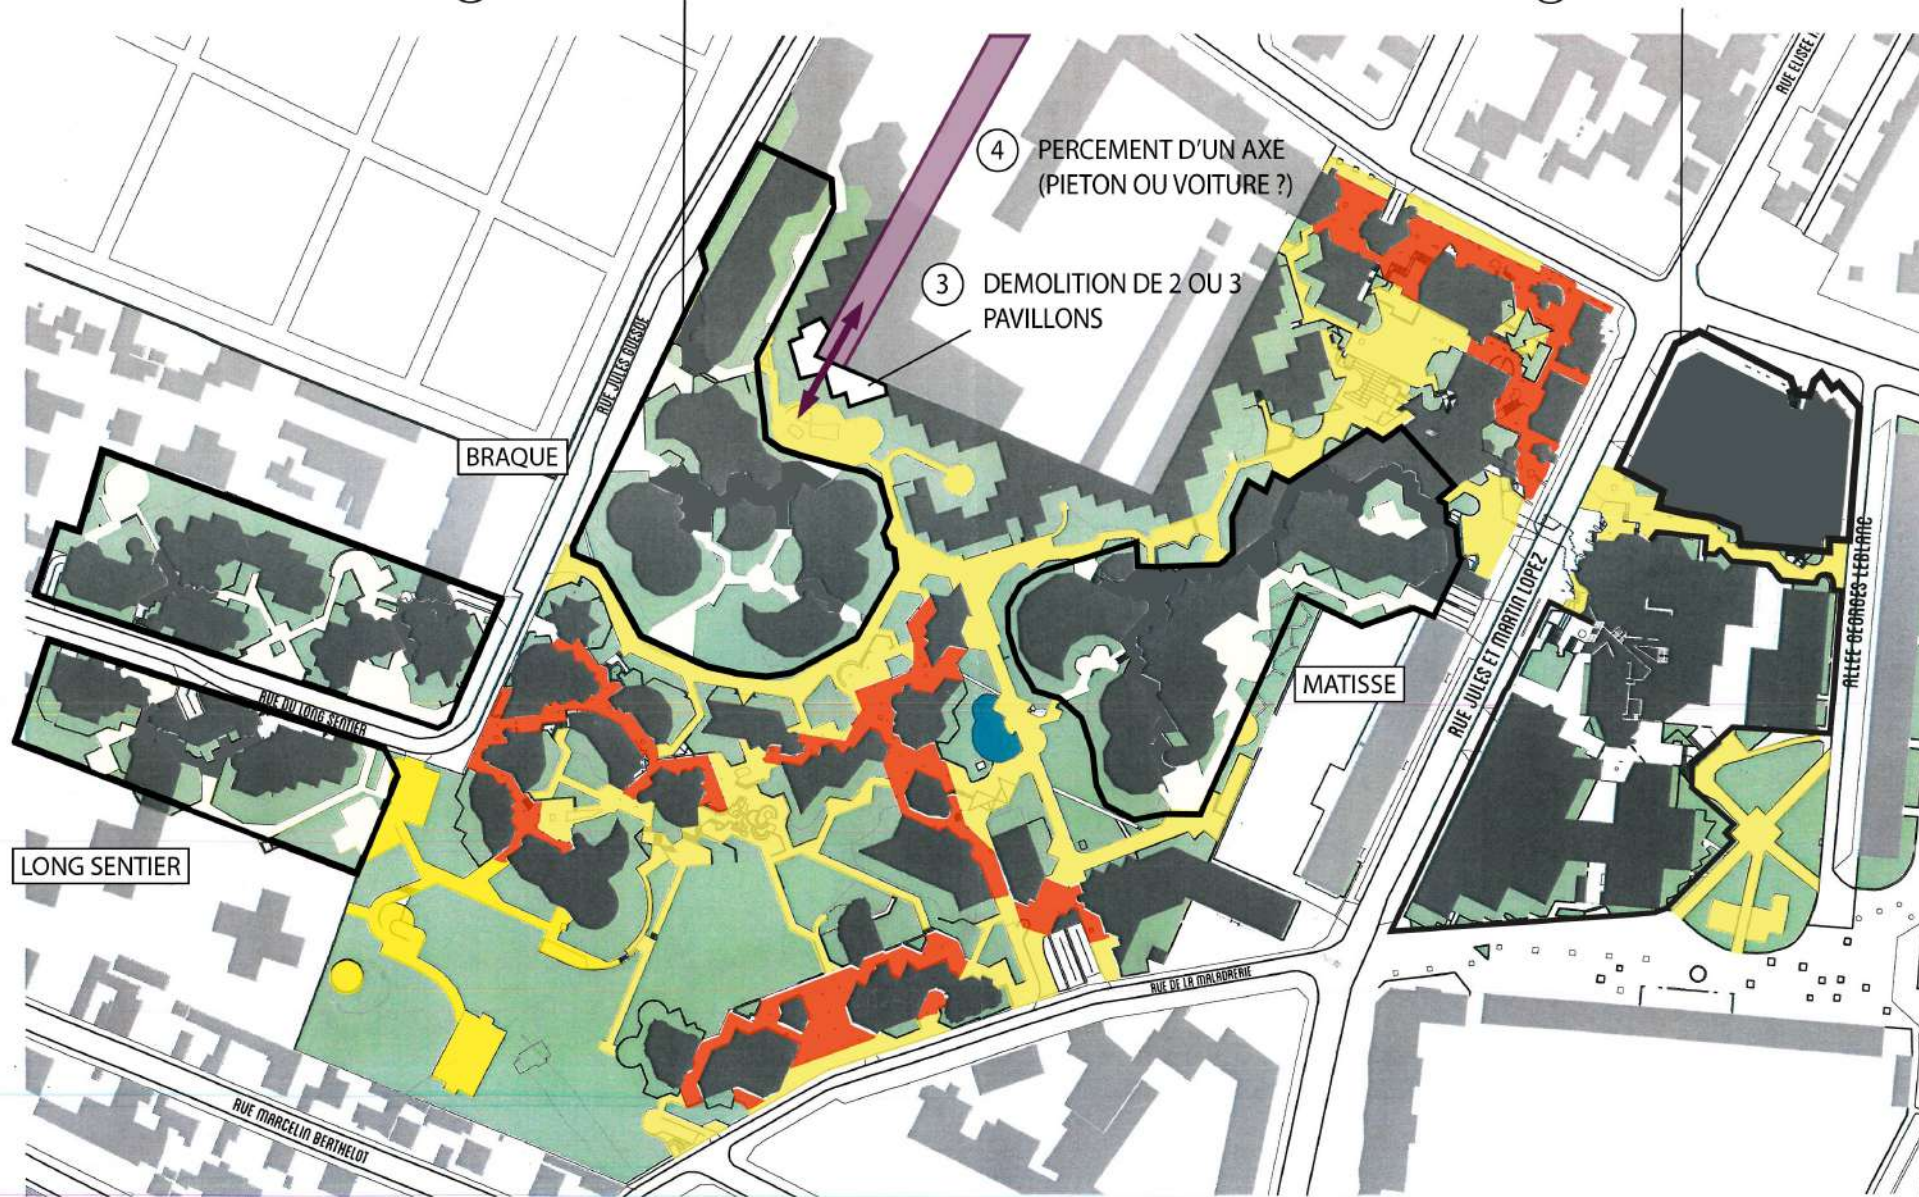 RUE ELISEE
4 PERCEMENT D'UN AXE
(PIETON OU VOITURE ?)
3 DEMOLITION DE 2 OU 3
PAVILLONS
RUE JULES GUESDE
BRAQUE
RUE JULES ET MARTIN LOPEZ
ALLEE GEORGES LEBLANC
MATISSE
RUE DU LONG SENTIER
LONG SENTIER
RUE DE LA MALADRERIE
RUE MARCELIN BERTHELOT